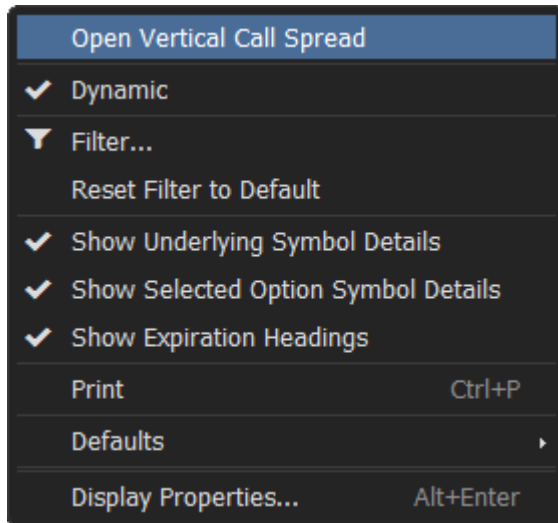 Open Vertical Call Spread
Dynamic
Filter...
Reset Filter to Default
Show Underlying Symbol Details
Show Selected Option Symbol Details
Show Expiration Headings
Print Ctrl+P
Defaults
Display Properties... Alt+Enter